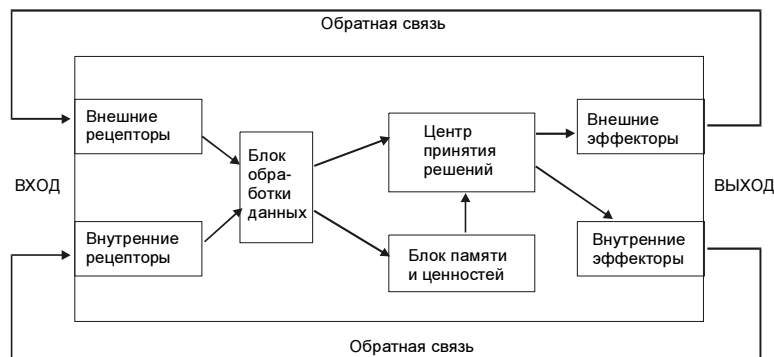 Обратная связь
Внешние
рецепторы
Блок
обра-
ботки
данных
Центр
принятия
решений
Внешние
эффекторы
ВХОД
ВЫХОД
Внутренние
рецепторы
Блок памяти
и ценностей
Внутренние
эффекторы
Обратная связь